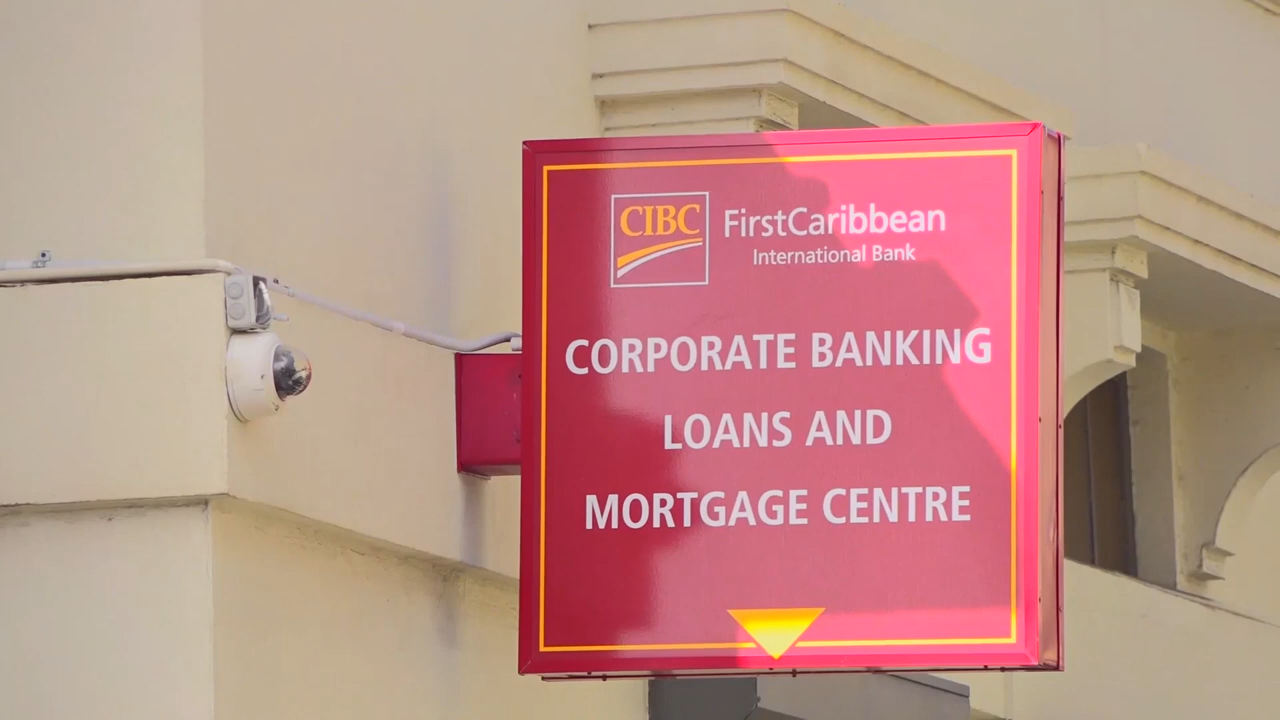 CIBC FirstCaribbean
International Bank
CORPORATE BANKING
LOANS AND
MORTGAGE CENTRE